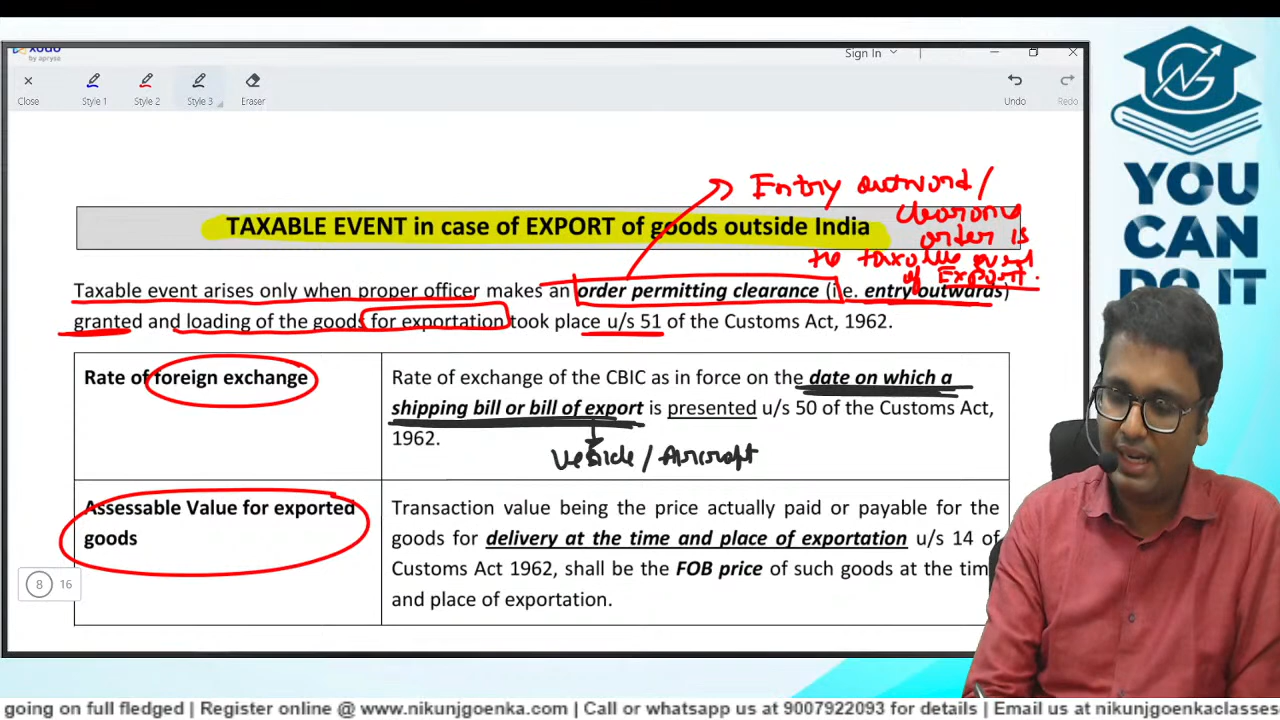 xodo
by apryse
Sign In
Close
Style 1
Style 2
Style 3
Eraser
Undo
Redo
Entry outword /
clearance
order is
the taxable event
of Export.
TAXABLE EVENT in case of EXPORT of goods outside India
Taxable event arises only when proper officer makes an order permitting clearance (i.e. entry outwards)
granted and loading of the goods for exportation took place u/s 51 of the Customs Act, 1962.
Rate of foreign exchange
Rate of exchange of the CBIC as in force on the date on which a
shipping bill or bill of export is presented u/s 50 of the Customs Act,
1962.
Vehicle / Aircraft
Assessable Value for exported
goods
Transaction value being the price actually paid or payable for the
goods for delivery at the time and place of exportation u/s 14 of
Customs Act 1962, shall be the FOB price of such goods at the tim
and place of exportation.
8
16
NG
YOU
CAN
DO IT
going on full fledged | Register online @ www.nikunjgoenka.com | Call or whatsapp us at 9007922093 for details | Email us at nikunjgoenkaclasses